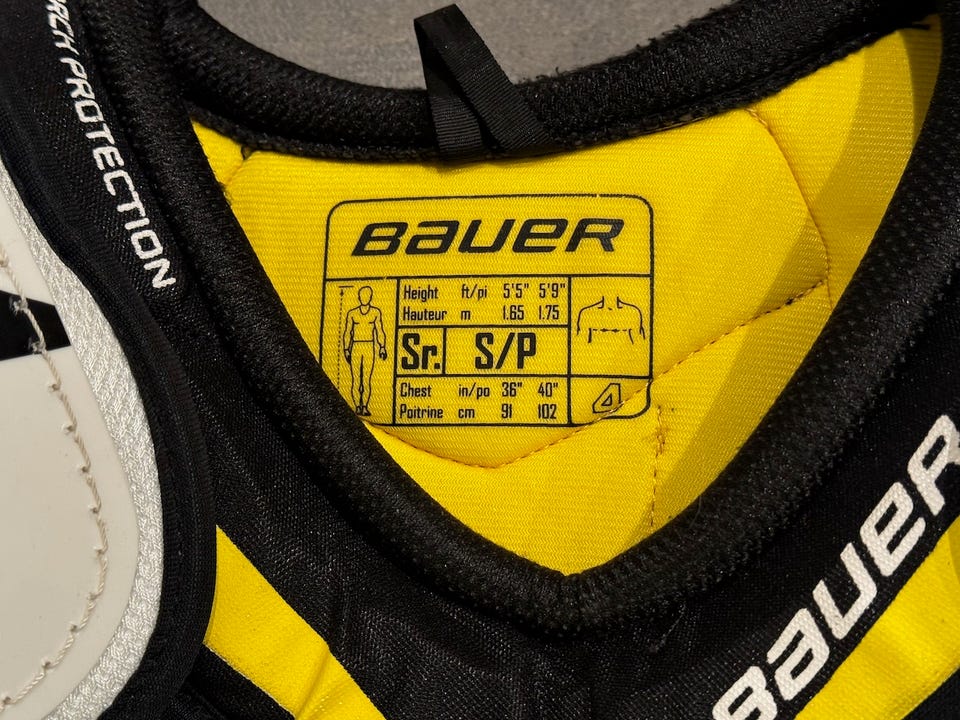 PROTECTION
BAUER
Height ft/pi 5'5" 5'9"
Hauteur m 1.65 1.75
Sr. S/P
Chest in/po 36" 40"
Poitrine cm 91 102
4
BAUER